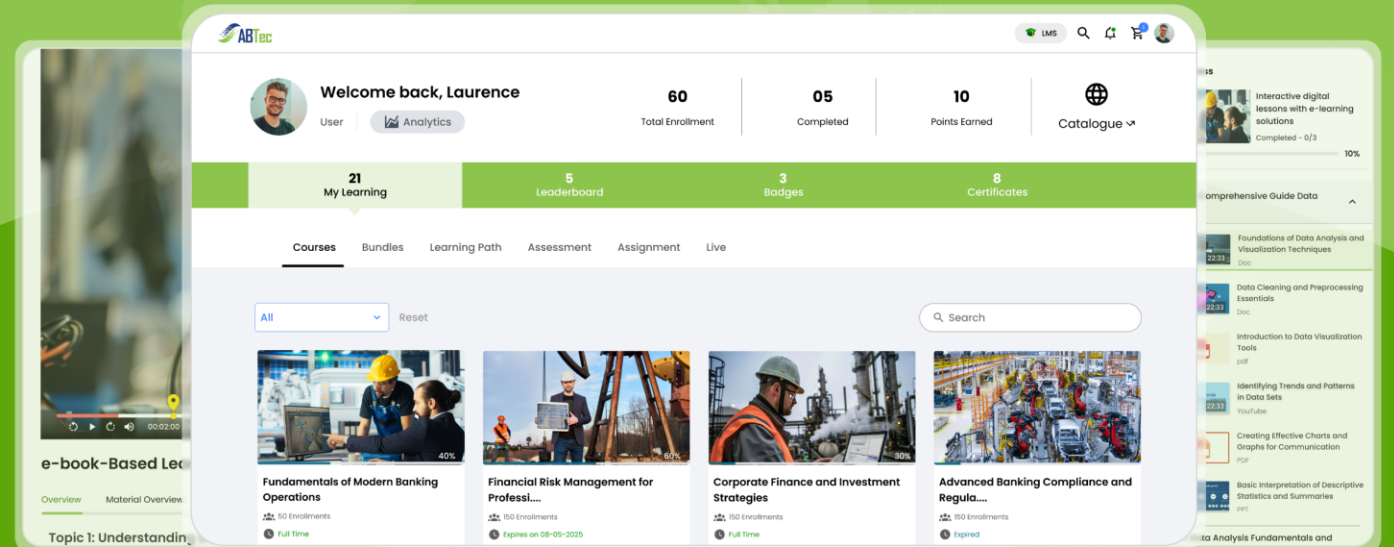 ABTec
LMS
Welcome back, Laurence
User
Analytics
60
Total Enrollment
05
Completed
10
Points Earned
Catalogue
21
My Learning
5
Leaderboard
3
Badges
8
Certificates
Courses
Bundles
Learning Path
Assessment
Assignment
Live
All
Reset
Search
40%
Fundamentals of Modern Banking
Operations
50 Enrollments
Full Time
60%
Financial Risk Management for
Professi....
150 Enrollments
Expires on 08-05-2025
30%
Corporate Finance and Investment
Strategies
150 Enrollments
Full Time
Advanced Banking Compliance and
Regula....
150 Enrollments
Expired
00:02:00
e-book-Based Lea
Overview
Material Overview
Topic 1: Understanding
Interactive digital
lessons with e-learning
solutions
Completed - 0/3
10%
omprehensive Guide Data
22:33
Foundations of Data Analysis and
Visualization Techniques
Doc
22:33
Data Cleaning and Preprocessing
Essentials
Doc
Introduction to Data Visualization
Tools
pdf
22:33
Identifying Trends and Patterns
in Data Sets
YouTube
Creating Effective Charts and
Graphs for Communication
PDF
Basic Interpretation of Descriptive
Statistics and Summaries
PPT
ta Analysis Fundamentals and